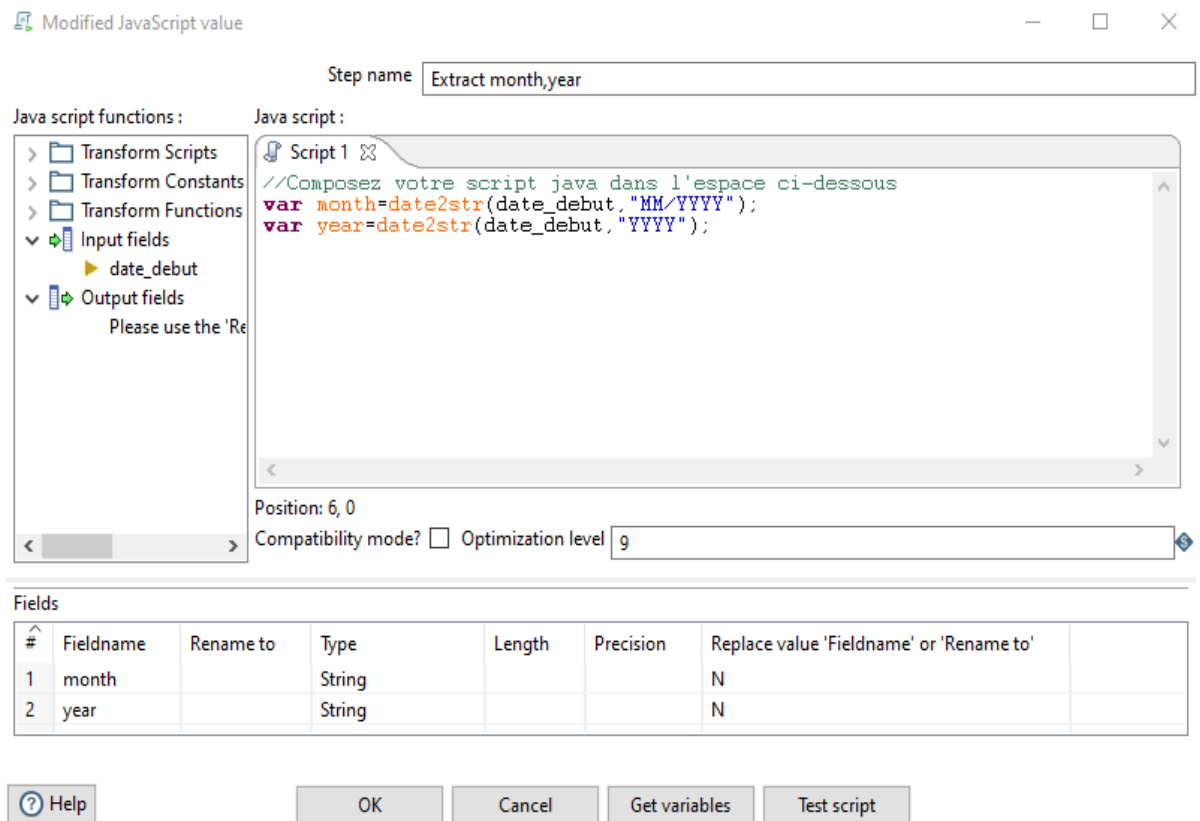 Modified JavaScript value
Step name Extract month,year
Java script functions : Java script :
Transform Scripts
Transform Constants
Transform Functions
Input fields
date_debut
Output fields
Please use the 'Re
Script 1
//Composez votre script java dans l'espace ci-dessous
var month=date2str(date_debut,"MM/YYYY");
var year=date2str(date_debut,"YYYY");
Position: 6, 0
Compatibility mode? Optimization level 9
Fields
# Fieldname Rename to Type Length Precision Replace value 'Fieldname' or 'Rename to'
1 month String N
2 year String N
Help OK Cancel Get variables Test script